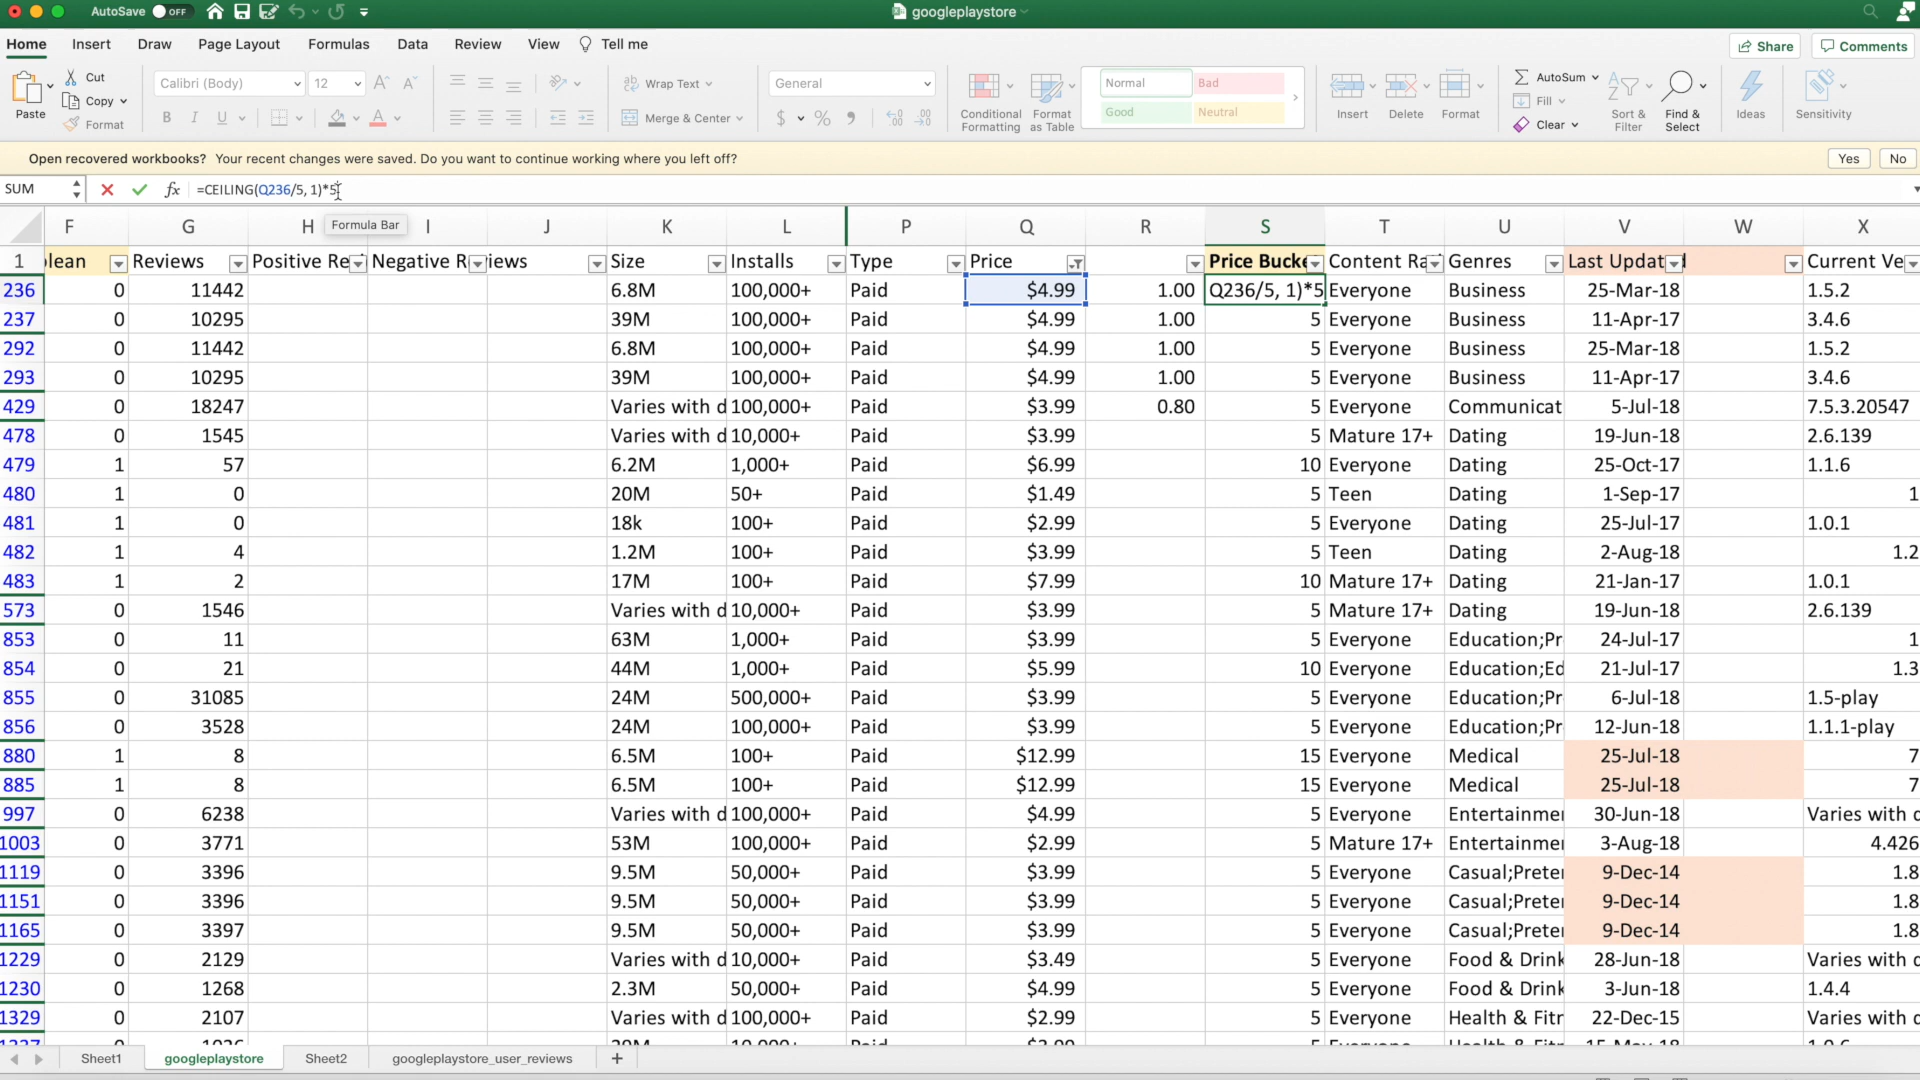 AutoSave OFF
googleplaystore
Home Insert Draw Page Layout Formulas Data Review View Tell me
Share Comments
Paste Cut Copy Format
Calibri (Body) 12
B I U
Wrap Text
Merge & Center
General
$ % 9
Conditional Formatting
Format as Table
Normal Bad
Good Neutral
Insert Delete Format
AutoSum
Fill
Clear
Sort & Filter
Find & Select
Ideas
Sensitivity
Open recovered workbooks? Your recent changes were saved. Do you want to continue working where you left off? Yes No
SUM fx =CEILING(Q236/5, 1)*5
Formula Bar
F G H I J K L P Q R S T U V W X
1 lean Reviews Positive Re Negative R iews Size Installs Type Price Price Bucke Content Ra Genres Last Updat d Current Ve
236 0 11442 6.8M 100,000+ Paid $4.99 1.00 Q236/5, 1)*5 Everyone Business 25-Mar-18 1.5.2
237 0 10295 39M 100,000+ Paid $4.99 1.00 5 Everyone Business 11-Apr-17 3.4.6
292 0 11442 6.8M 100,000+ Paid $4.99 1.00 5 Everyone Business 25-Mar-18 1.5.2
293 0 10295 39M 100,000+ Paid $4.99 1.00 5 Everyone Business 11-Apr-17 3.4.6
429 0 18247 Varies with d 100,000+ Paid $3.99 0.80 5 Everyone Communicat 5-Jul-18 7.5.3.20547
478 0 1545 Varies with d 10,000+ Paid $3.99 5 Mature 17+ Dating 19-Jun-18 2.6.139
479 1 57 6.2M 1,000+ Paid $6.99 10 Everyone Dating 25-Oct-17 1.1.6
480 1 0 20M 50+ Paid $1.49 5 Teen Dating 1-Sep-17 1
481 1 0 18k 100+ Paid $2.99 5 Everyone Dating 25-Jul-17 1.0.1
482 1 4 1.2M 100+ Paid $3.99 5 Teen Dating 2-Aug-18 1.2
483 1 2 17M 100+ Paid $7.99 10 Mature 17+ Dating 21-Jan-17 1.0.1
573 0 1546 Varies with d 10,000+ Paid $3.99 5 Mature 17+ Dating 19-Jun-18 2.6.139
853 0 11 63M 1,000+ Paid $3.99 5 Everyone Education;Pr 24-Jul-17 1
854 0 21 44M 1,000+ Paid $5.99 10 Everyone Education;Ed 21-Jul-17 1.3
855 0 31085 24M 500,000+ Paid $3.99 5 Everyone Education;Pr 6-Jul-18 1.5-play
856 0 3528 24M 100,000+ Paid $3.99 5 Everyone Education;Pr 12-Jun-18 1.1.1-play
880 1 8 6.5M 100+ Paid $12.99 15 Everyone Medical 25-Jul-18 7
885 1 8 6.5M 100+ Paid $12.99 15 Everyone Medical 25-Jul-18 7
997 0 6238 Varies with d 100,000+ Paid $4.99 5 Everyone Entertainme 30-Jun-18 Varies with d
1003 0 3771 53M 100,000+ Paid $2.99 5 Mature 17+ Entertainme 3-Aug-18 4.426
1119 0 3396 9.5M 50,000+ Paid $3.99 5 Everyone Casual;Prete 9-Dec-14 1.8
1151 0 3396 9.5M 50,000+ Paid $3.99 5 Everyone Casual;Prete 9-Dec-14 1.8
1165 0 3397 9.5M 50,000+ Paid $3.99 5 Everyone Casual;Prete 9-Dec-14 1.8
1229 0 2129 Varies with d 10,000+ Paid $3.49 5 Everyone Food & Drink 28-Jun-18 Varies with d
1230 0 1268 2.3M 50,000+ Paid $4.99 5 Everyone Food & Drink 3-Jun-18 1.4.4
1329 0 2107 Varies with d 100,000+ Paid $2.99 5 Everyone Health & Fitr 22-Dec-15 Varies with d
Sheet1 googleplaystore Sheet2 googleplaystore_user_reviews +